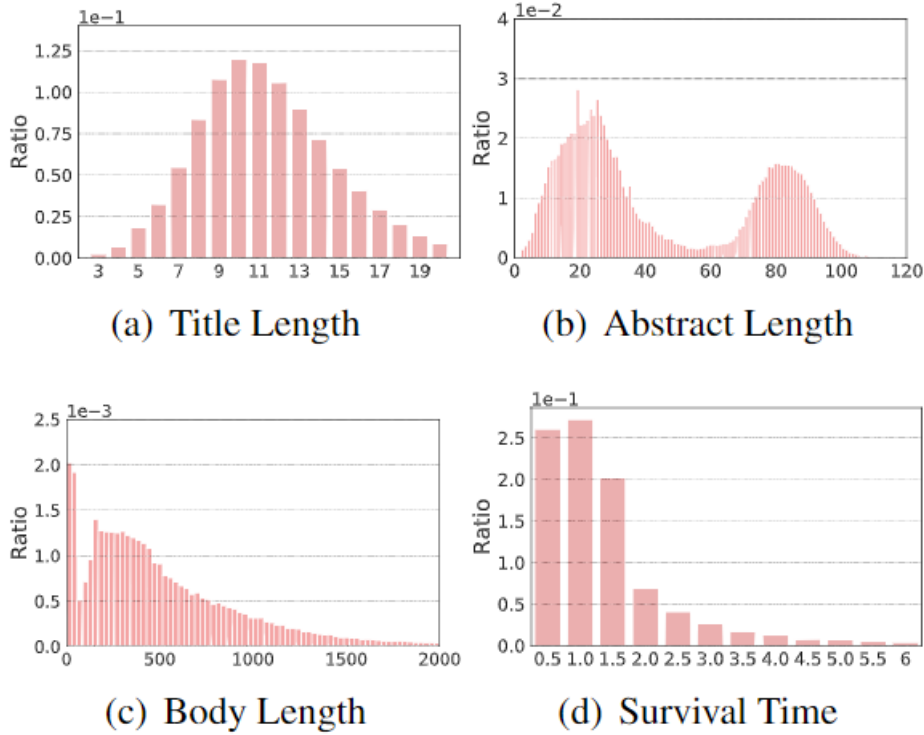 1e−1
1.25
1.00
0.75
0.50
0.25
0.00
Ratio
3 5 7 9 11 13 15 17 19
(a) Title Length
1e−2
4
3
2
1
0
Ratio
0 20 40 60 80 100 120
(b) Abstract Length
1e−3
2.5
2.0
1.5
1.0
0.5
0.0
Ratio
0 500 1000 1500 2000
(c) Body Length
1e−1
2.5
2.0
1.5
1.0
0.5
0.0
Ratio
0.5 1.0 1.5 2.0 2.5 3.0 3.5 4.0 4.5 5.0 5.5 6
(d) Survival Time